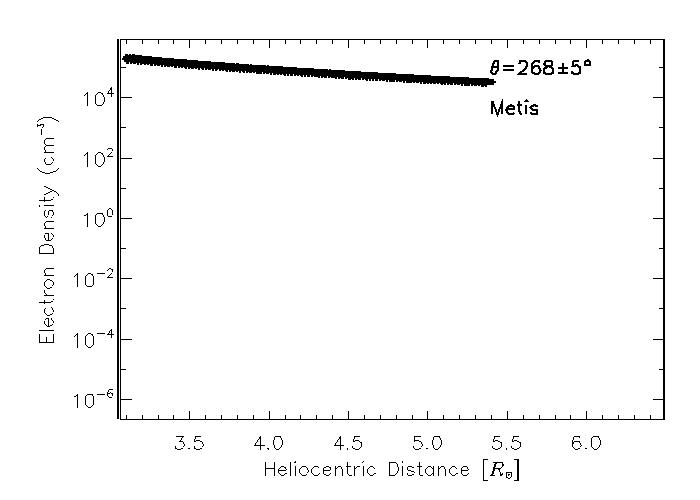 θ=268±5°
Metis
Electron Density (cm⁻³)
10⁴
10²
10⁰
10⁻²
10⁻⁴
10⁻⁶
3.5 4.0 4.5 5.0 5.5 6.0
Heliocentric Distance [R☉]